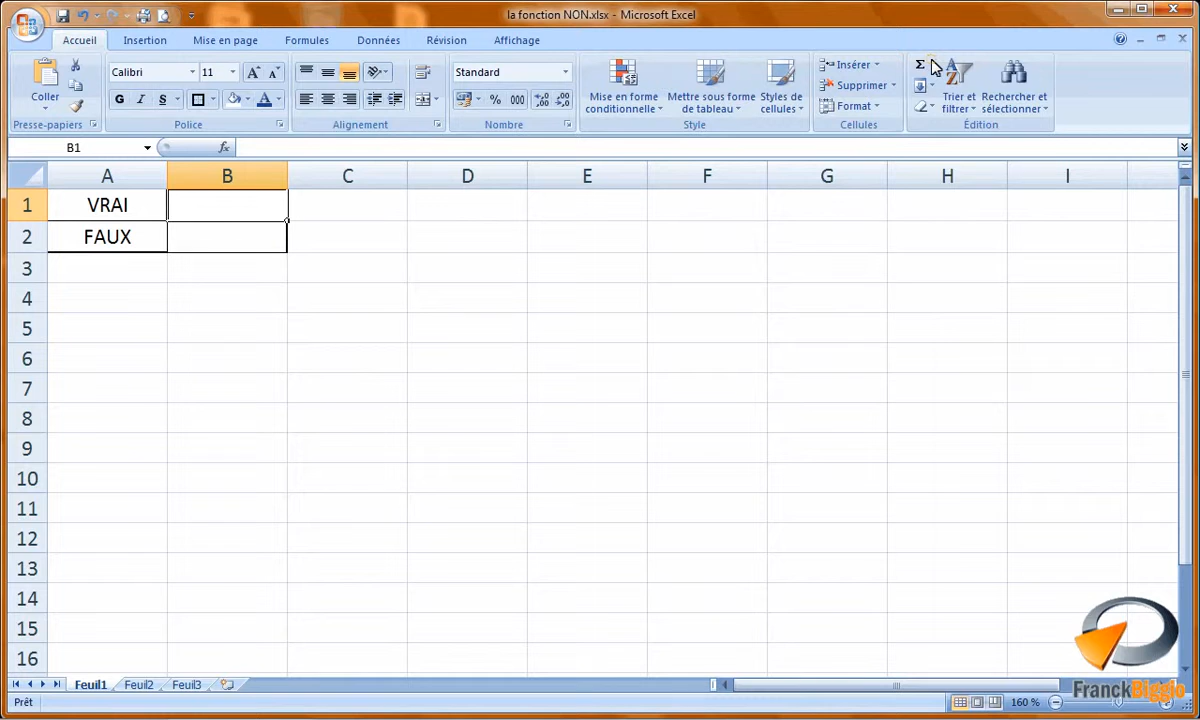 la fonction NON.xlsx - Microsoft Excel
Accueil Insertion Mise en page Formules Données Révision Affichage
Coller
Presse-papiers
Calibri 11
G I S
Police
Alignement
Standard
% 000
Nombre
Mise en forme conditionnelle
Mettre sous forme de tableau
Styles de cellules
Style
Insérer
Supprimer
Format
Cellules
Σ
Trier et filtrer
Rechercher et sélectionner
Édition
B1 fx
A B C D E F G H I
1 VRAI
2 FAUX
3
4
5
6
7
8
9
10
11
12
13
14
15
16
Feuil1 Feuil2 Feuil3
Prêt 160 %
FranckBiggio